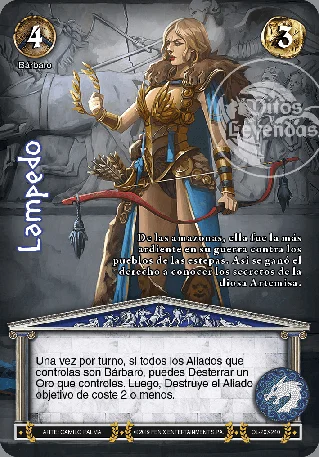 4
3
Bárbaro
Mitos
y
Leyendas
Lampedo
De las amazonas, ella fue la más
ardiente en su guerra contra los
pueblos de las estepas. Así se ganó el
derecho a conocer los secretos de la
diosa Artemisa.
Una vez por turno, si todos los Aliados que
controlas son Bárbaro, puedes Desterrar un
Oro que controles. Luego, Destruye el Aliado
objetivo de coste 2 o menos.